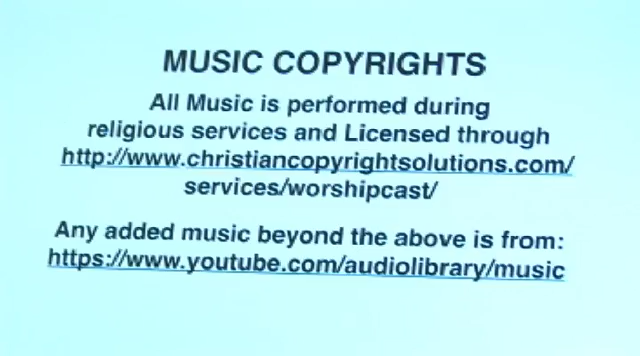 MUSIC COPYRIGHTS
All Music is performed during
religious services and Licensed through
http://www.christiancopyrightsolutions.com/
services/worshipcast/
Any added music beyond the above is from:
https://www.youtube.com/audiolibrary/music